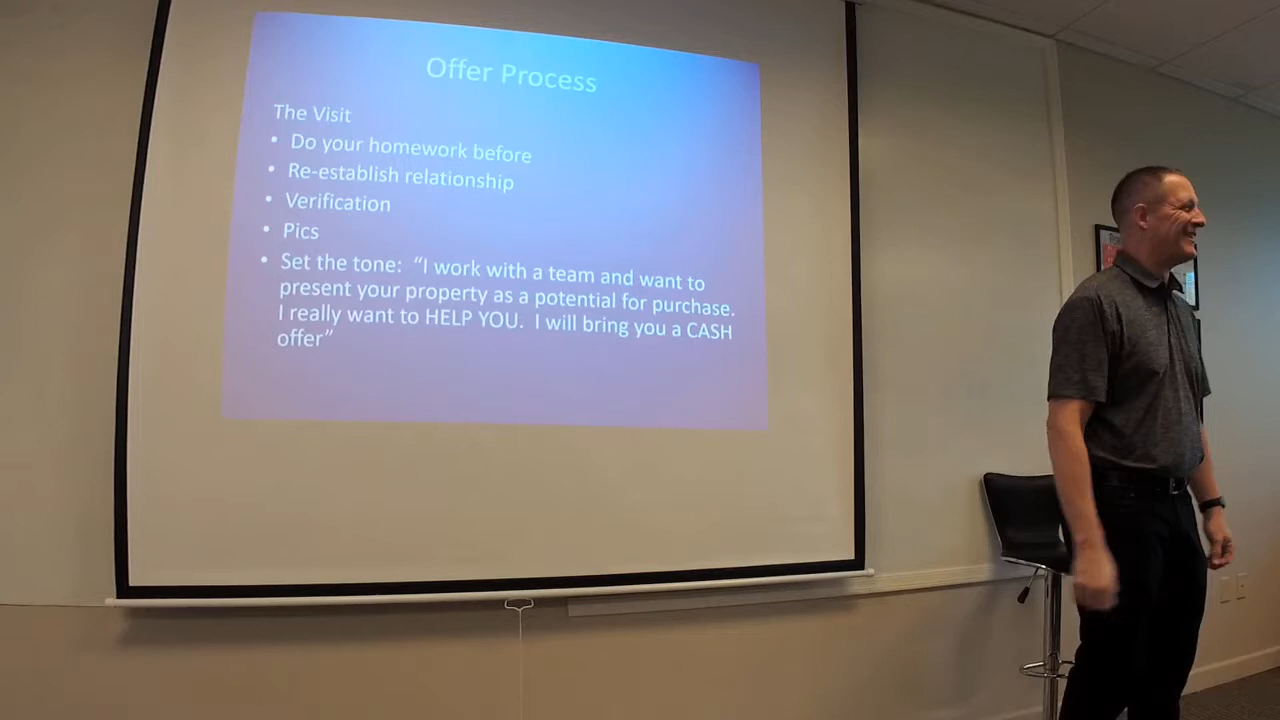 Offer Process
The Visit
• Do your homework before
• Re-establish relationship
• Verification
• Pics
• Set the tone: “I work with a team and want to
present your property as a potential for purchase.
I really want to HELP YOU. I will bring you a CASH
offer”